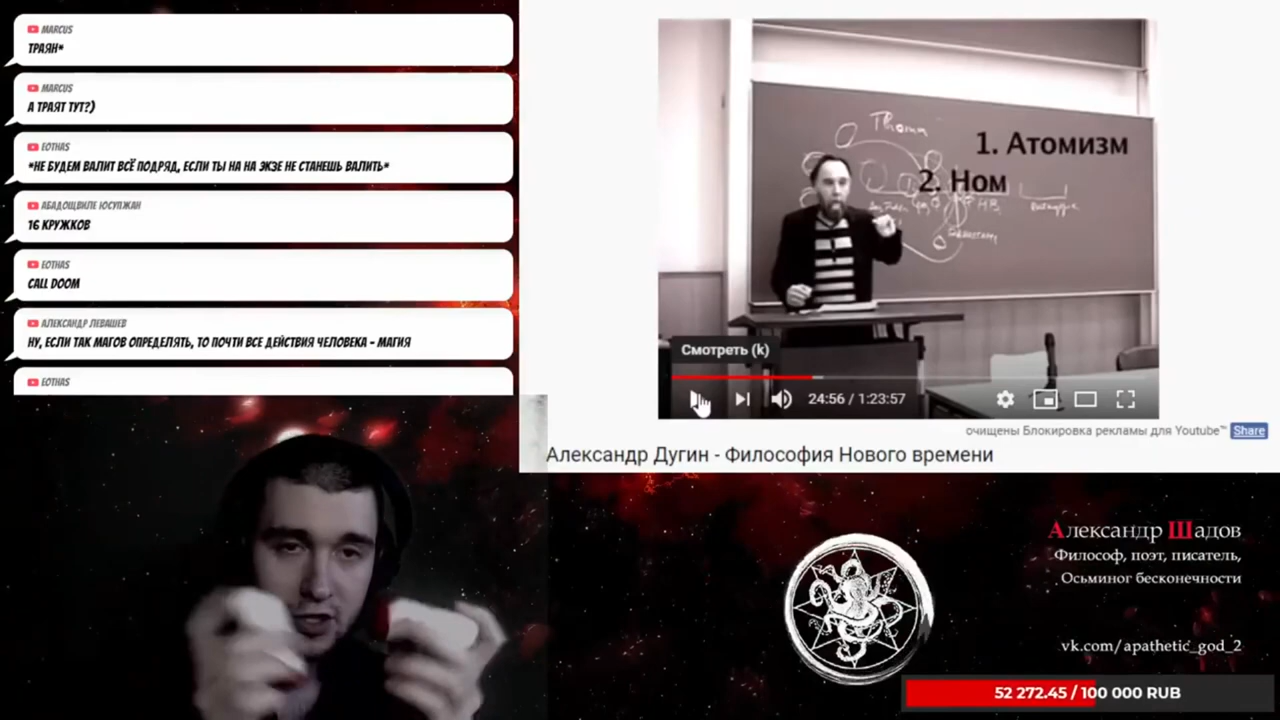 MARCUS
ТРАЯН*
MARCUS
А ТРАЯТ ТУТ?)
EOTHAS
*НЕ БУДЕМ ВАЛИТ ВСЁ ПОДРЯД, ЕСЛИ ТЫ НА НА ЭКЗЕ НЕ СТАНЕШЬ ВАЛИТЬ*
АБАДОЩВИЛЕ ЮСУПЖАН
16 КРУЖКОВ
EOTHAS
CALL DOOM
АЛЕКСАНДР ЛЕВАШЕВ
НУ, ЕСЛИ ТАК МАГОВ ОПРЕДЕЛЯТЬ, ТО ПОЧТИ ВСЕ ДЕЙСТВИЯ ЧЕЛОВЕКА - МАГИЯ
EOTHAS
1. Атомизм
2. Ном
Смотреть (k)
24:56 / 1:23:57
очищены Блокировка рекламы для Youtube™ Share
Александр Дугин - Философия Нового времени
Александр Шадов
Философ, поэт, писатель,
Осьминог бесконечности
vk.com/apathetic_god_2
52 272.45 / 100 000 RUB